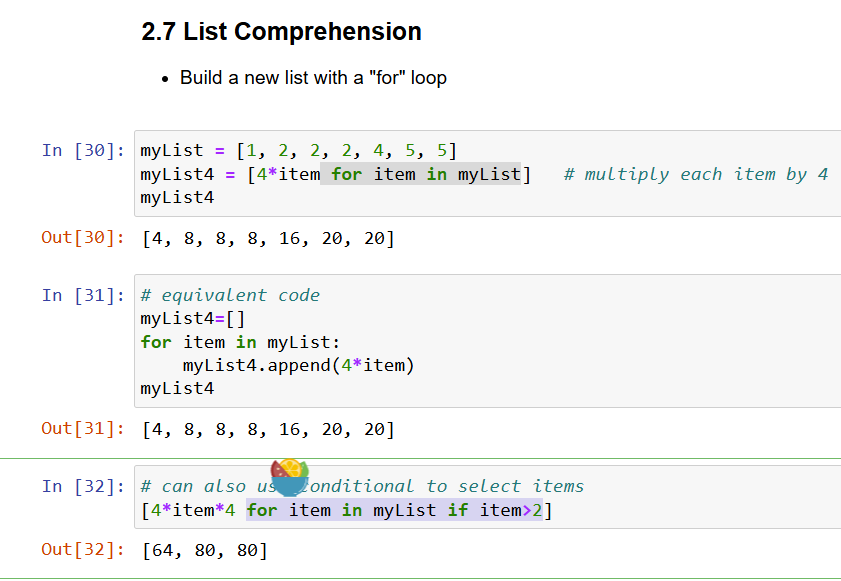 2.7 List Comprehension
• Build a new list with a "for" loop
In [30]: myList = [1, 2, 2, 2, 4, 5, 5]
myList4 = [4*item for item in myList]   # multiply each item by 4
myList4
Out[30]: [4, 8, 8, 8, 16, 20, 20]
In [31]: # equivalent code
myList4=[]
for item in myList:
    myList4.append(4*item)
myList4
Out[31]: [4, 8, 8, 8, 16, 20, 20]
In [32]: # can also conditional to select items
[4*item*4 for item in myList if item>2]
Out[32]: [64, 80, 80]